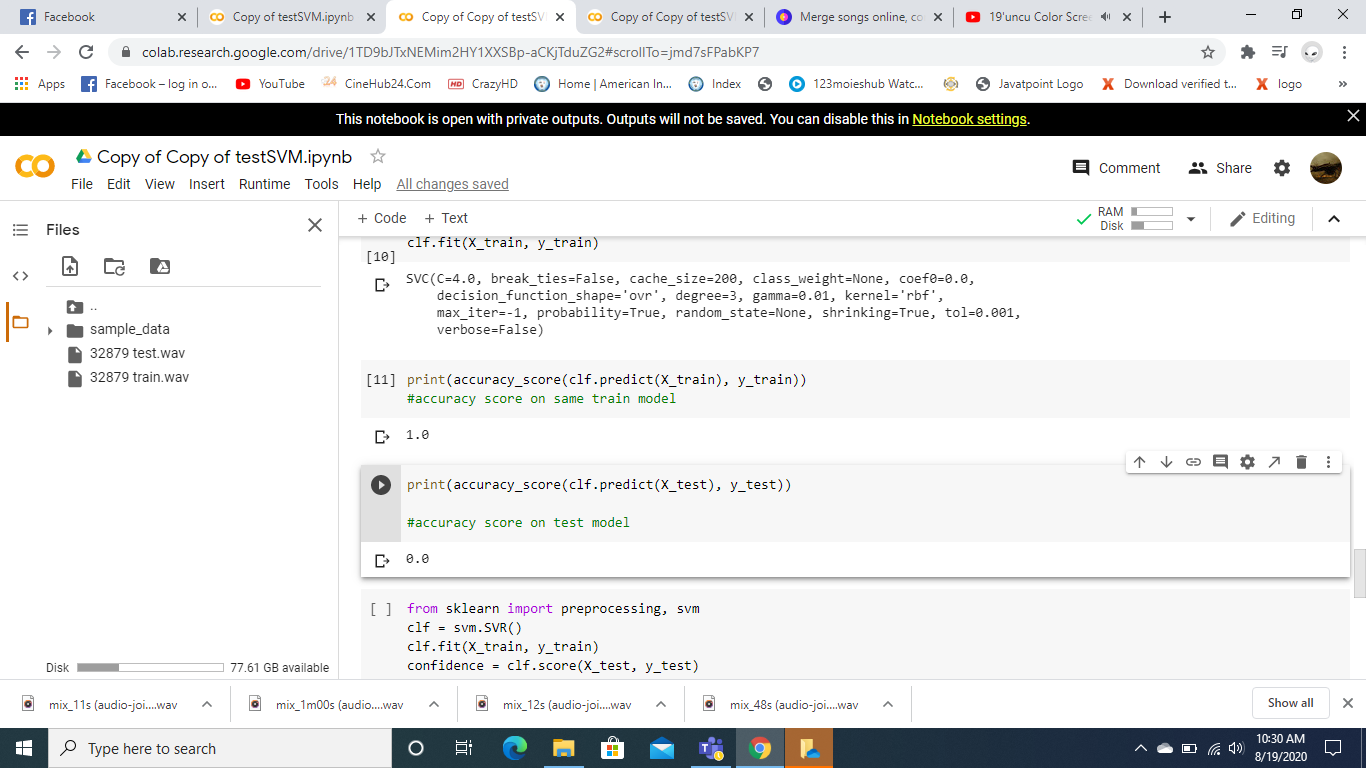 Facebook
Copy of testSVM.ipynb
Copy of Copy of testSV
Copy of Copy of testSV
Merge songs online, co
19'uncu Color Scree
colab.research.google.com/drive/1TD9bJTxNEMim2HY1XXSBp-aCKjTduZG2#scrollTo=jmd7sFPabKP7
Apps
Facebook – log in o...
YouTube
CineHub24.Com
HD CrazyHD
Home | American In...
Index
123moieshub Watc...
Javatpoint Logo
Download verified t...
logo
»
This notebook is open with private outputs. Outputs will not be saved. You can disable this in Notebook settings.
Copy of Copy of testSVM.ipynb
Comment
Share
File Edit View Insert Runtime Tools Help All changes saved
Files
+ Code + Text
RAM
Disk
Editing
..
sample_data
32879 test.wav
32879 train.wav
Disk 77.61 GB available
clf.fit(X_train, y_train)
[10]
SVC(C=4.0, break_ties=False, cache_size=200, class_weight=None, coef0=0.0,
decision_function_shape='ovr', degree=3, gamma=0.01, kernel='rbf',
max_iter=-1, probability=True, random_state=None, shrinking=True, tol=0.001,
verbose=False)
[11] print(accuracy_score(clf.predict(X_train), y_train))
#accuracy score on same train model
1.0
print(accuracy_score(clf.predict(X_test), y_test))
#accuracy score on test model
0.0
[ ] from sklearn import preprocessing, svm
clf = svm.SVR()
clf.fit(X_train, y_train)
confidence = clf.score(X_test, y_test)
mix_11s (audio-joi....wav
mix_1m00s (audio....wav
mix_12s (audio-joi....wav
mix_48s (audio-joi....wav
Show all
Type here to search
10:30 AM
8/19/2020